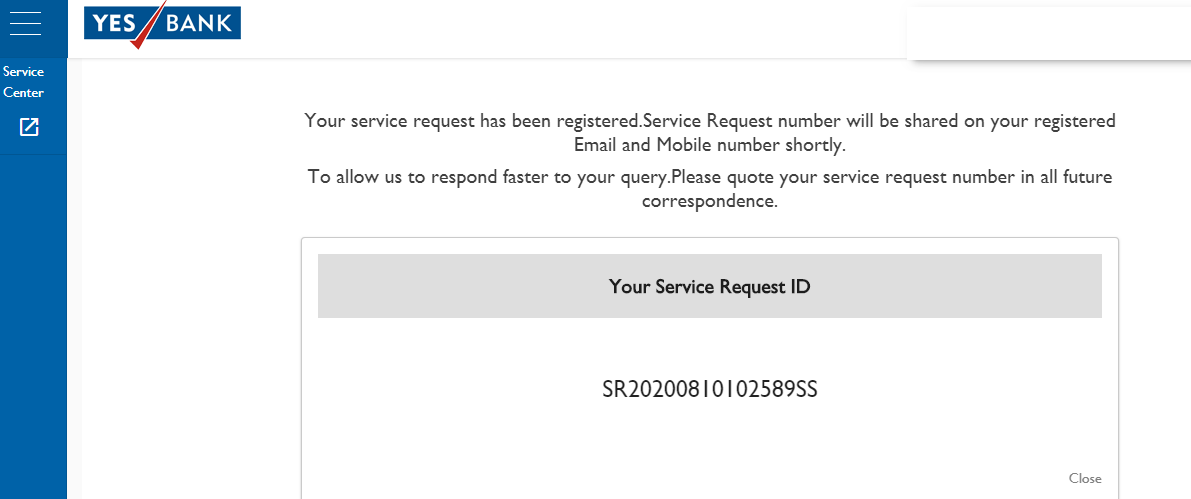 YES BANK
Service
Center
Your service request has been registered.Service Request number will be shared on your registered
Email and Mobile number shortly.
To allow us to respond faster to your query.Please quote your service request number in all future
correspondence.
Your Service Request ID
SR20200810102589SS
Close